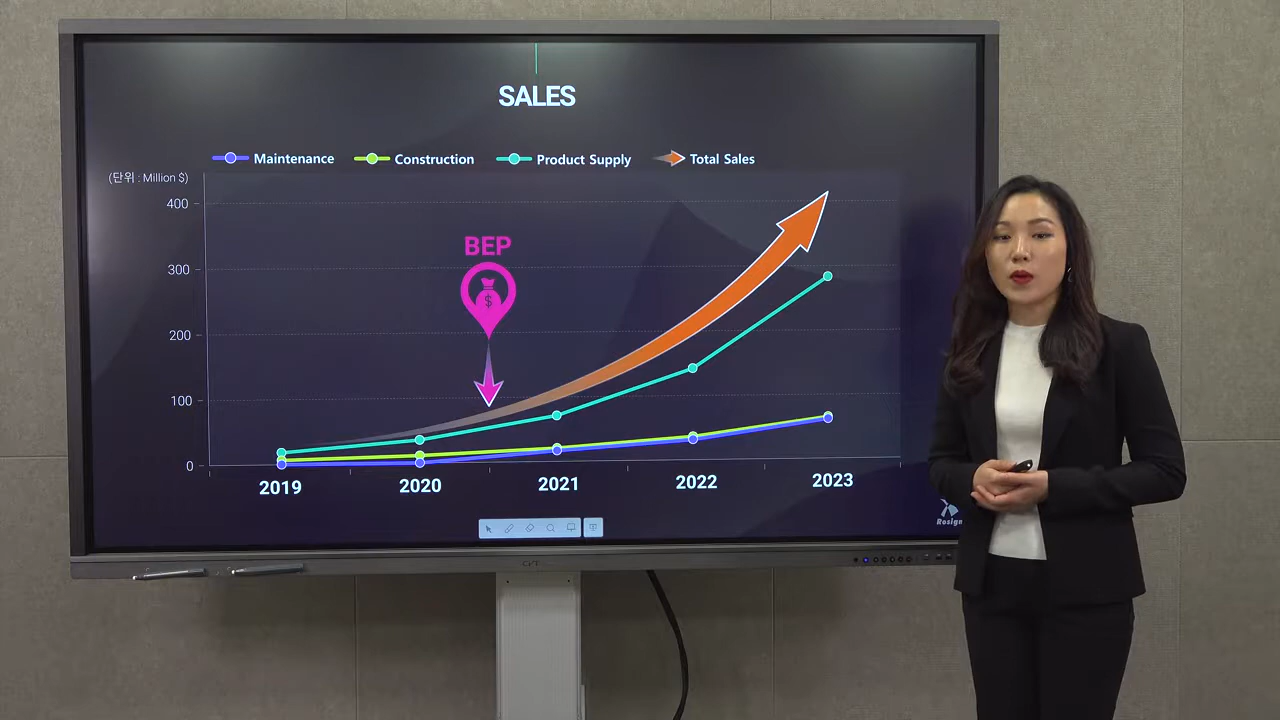 SALES
Maintenance Construction Product Supply Total Sales
(단위 : Million $)
400
300
200
100
0
BEP
$
2019 2020 2021 2022 2023
Rosign